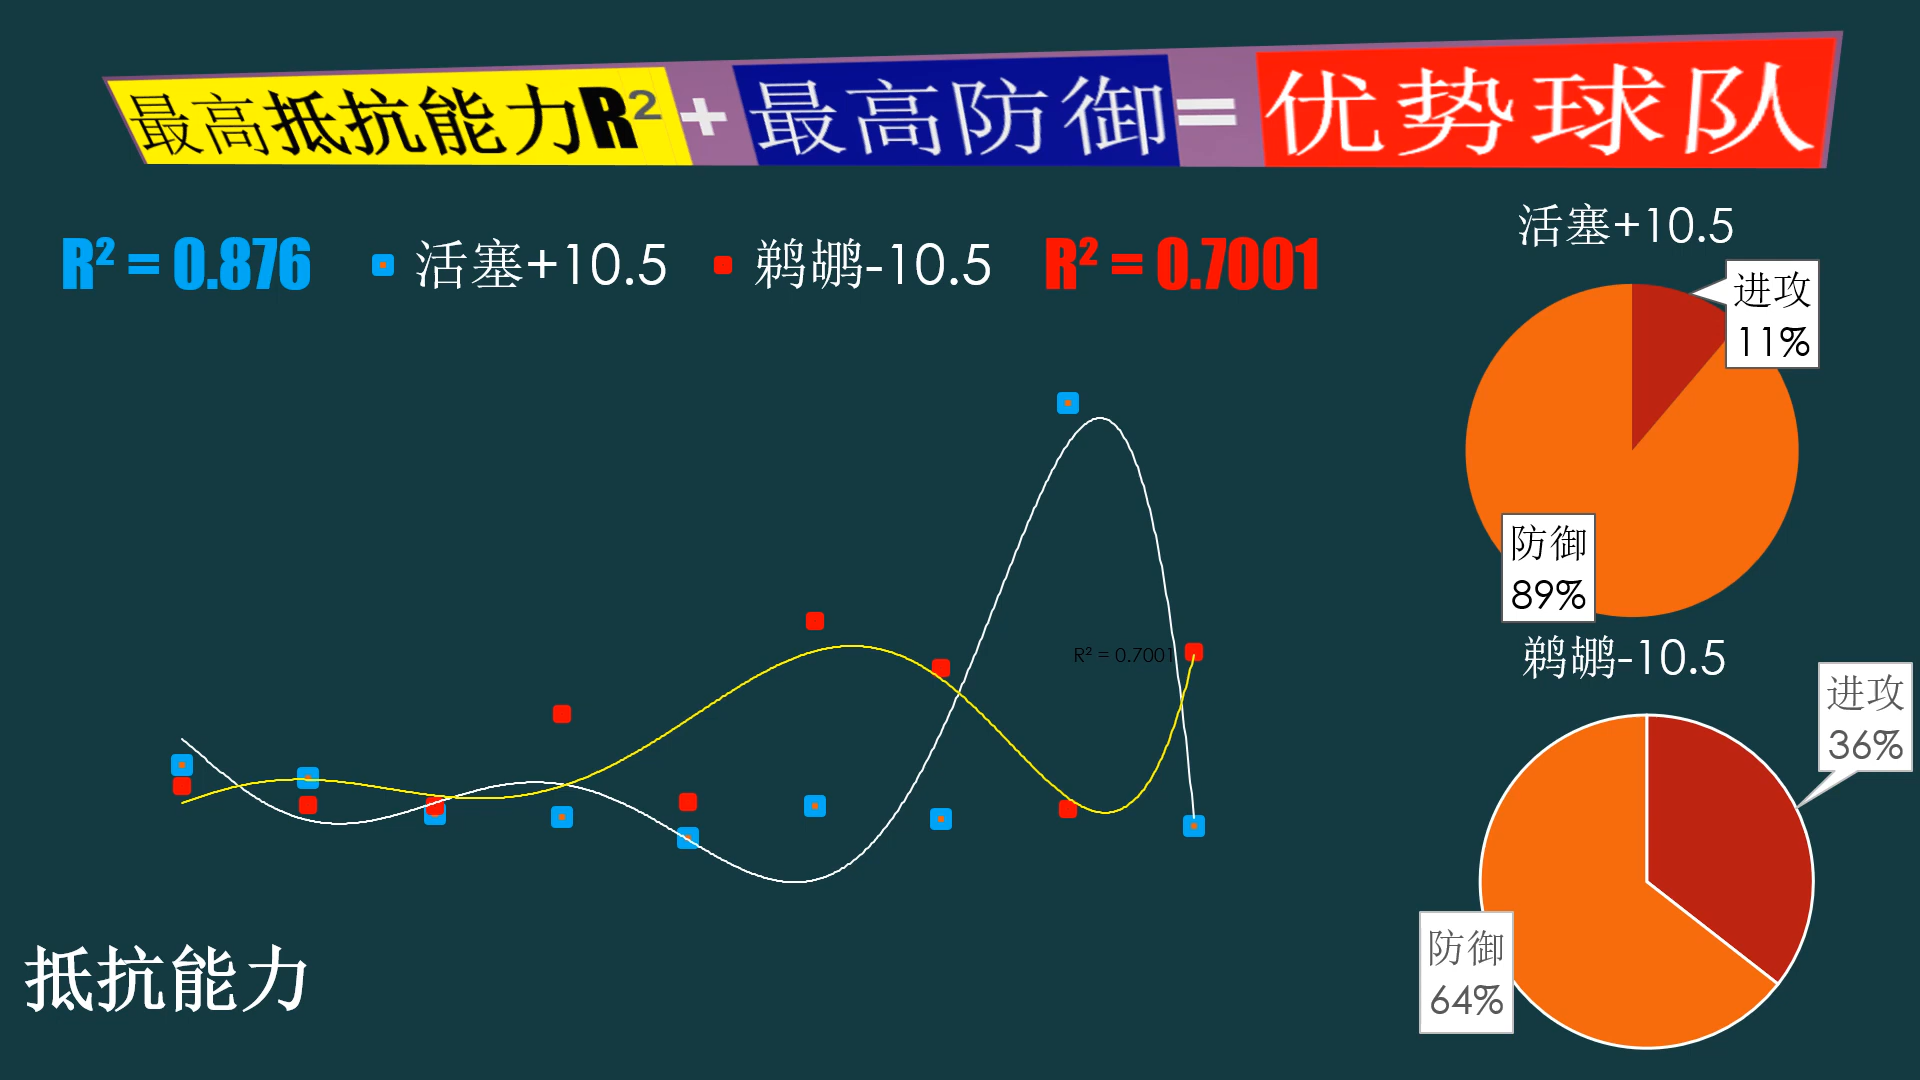 最高抵抗能力R²+最高防御=优势球队
R² = 0.876 活塞+10.5 鹈鹕-10.5 R² = 0.7001
活塞+10.5
进攻
11%
防御
89%
R² = 0.7001
鹈鹕-10.5
进攻
36%
防御
64%
抵抗能力